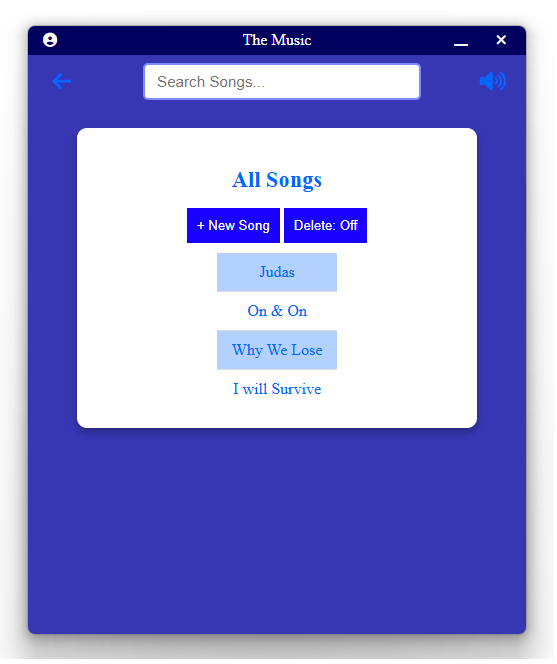 The Music
Search Songs...
All Songs
+ New Song Delete: Off
Judas
On & On
Why We Lose
I will Survive